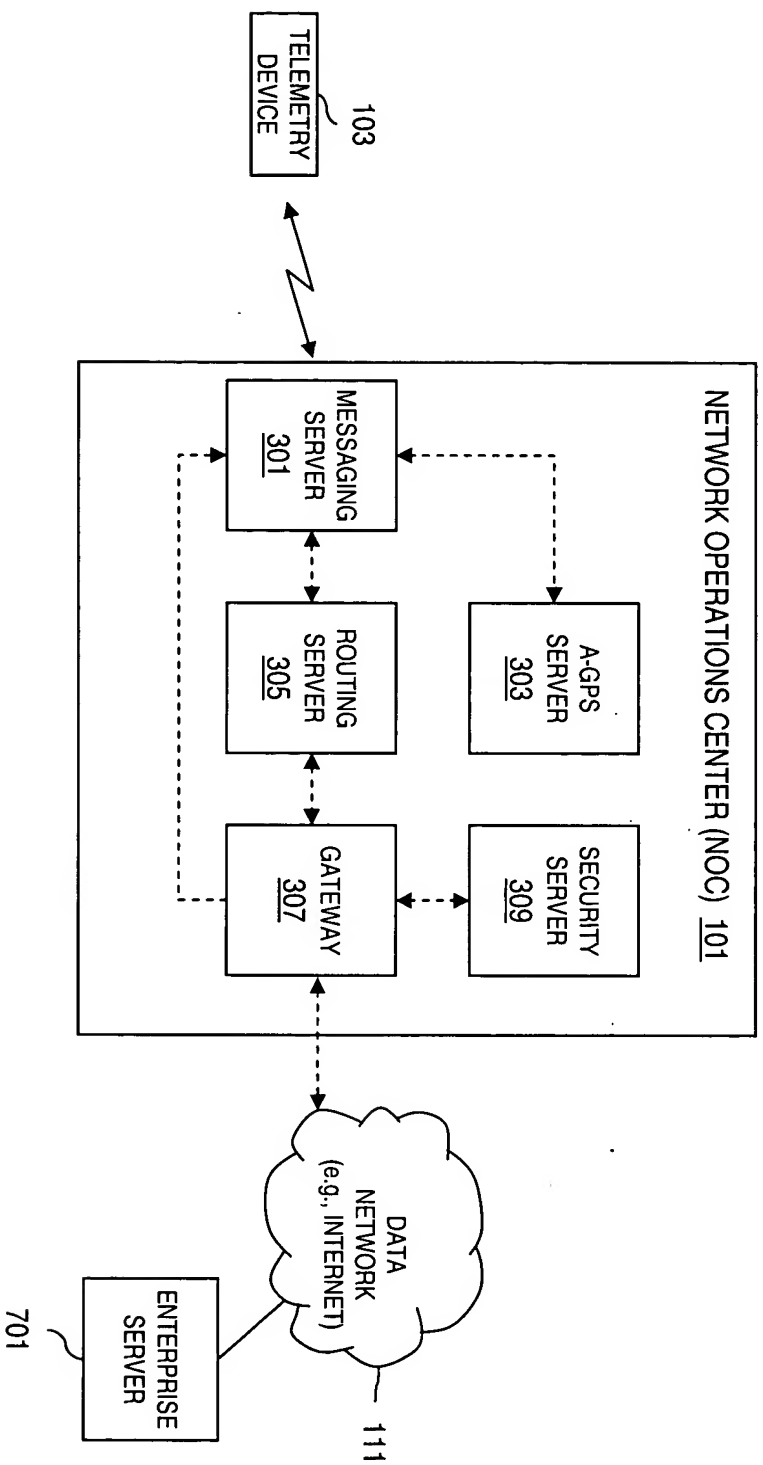 NETWORK OPERATIONS CENTER (NOC) 101
103
TELEMETRY
DEVICE
MESSAGING
SERVER
301
A-GPS
SERVER
303
ROUTING
SERVER
305
SECURITY
SERVER
309
GATEWAY
307
DATA
NETWORK
(e.g., INTERNET)
111
ENTERPRISE
SERVER
701